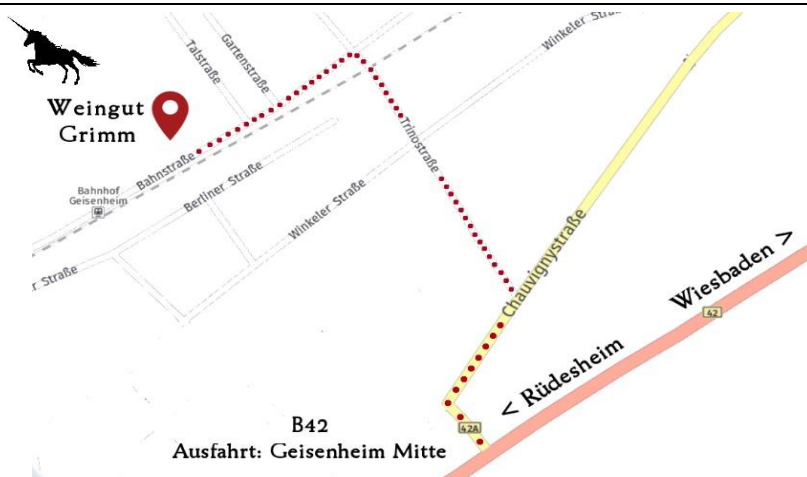 Winkeler Straß
Talstraße
Gartenstraße
Weingut
Grimm
Trinostraße
Bahnstraße
Bahnhof
Geisenheim
Berliner Straße
Winkeler Straße
r Straße
Chauvignystraße
Wiesbaden >
42
< Rüdesheim
42A
B42
Ausfahrt: Geisenheim Mitte